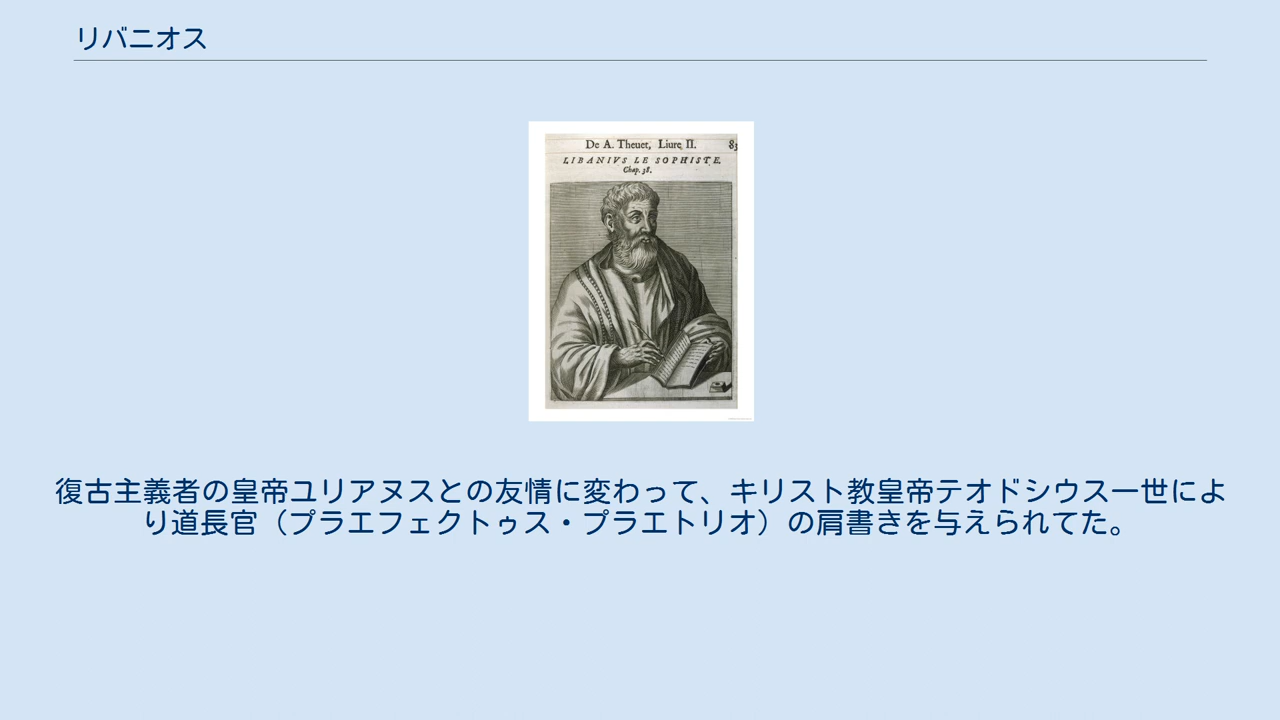 リバニオス
De A. Theuet, Liure II. 83
LIBANIVS LE SOPHISTE.
Chap. 38.
復古主義者の皇帝ユリアヌスとの友情に変わって、キリスト教皇帝テオドシウス一世によ
り道長官（プラエフェクトゥス・プラエトリオ）の肩書きを与えられてた。